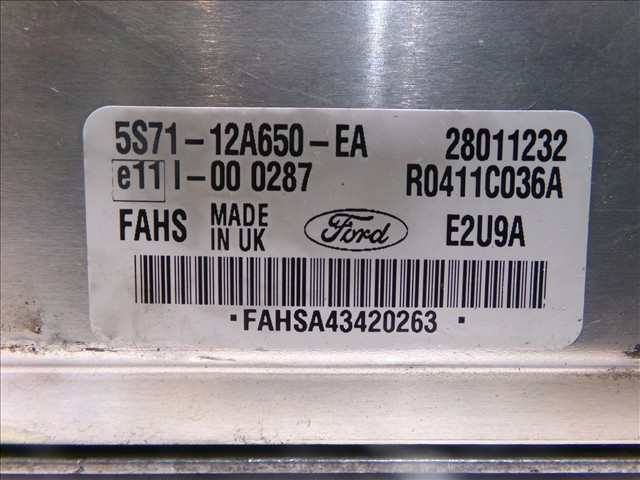 5S71-12A650-EA 28011232
e11 I-00 0287 R0411C036A
FAHS MADE IN UK Ford E2U9A
·FAHSA43420263 ·